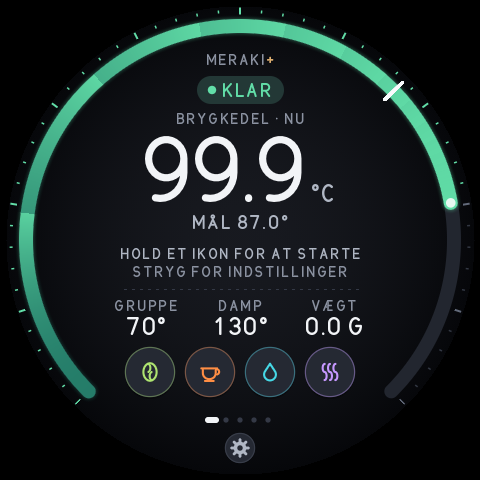 MERAKI+
KLAR
BRYGKEDEL · NU
99.9 °C
MÅL 87.0°
HOLD ET IKON FOR AT STARTE
STRYG FOR INDSTILLINGER
GRUPPE DAMP VÆGT
70° 130° 0.0 G